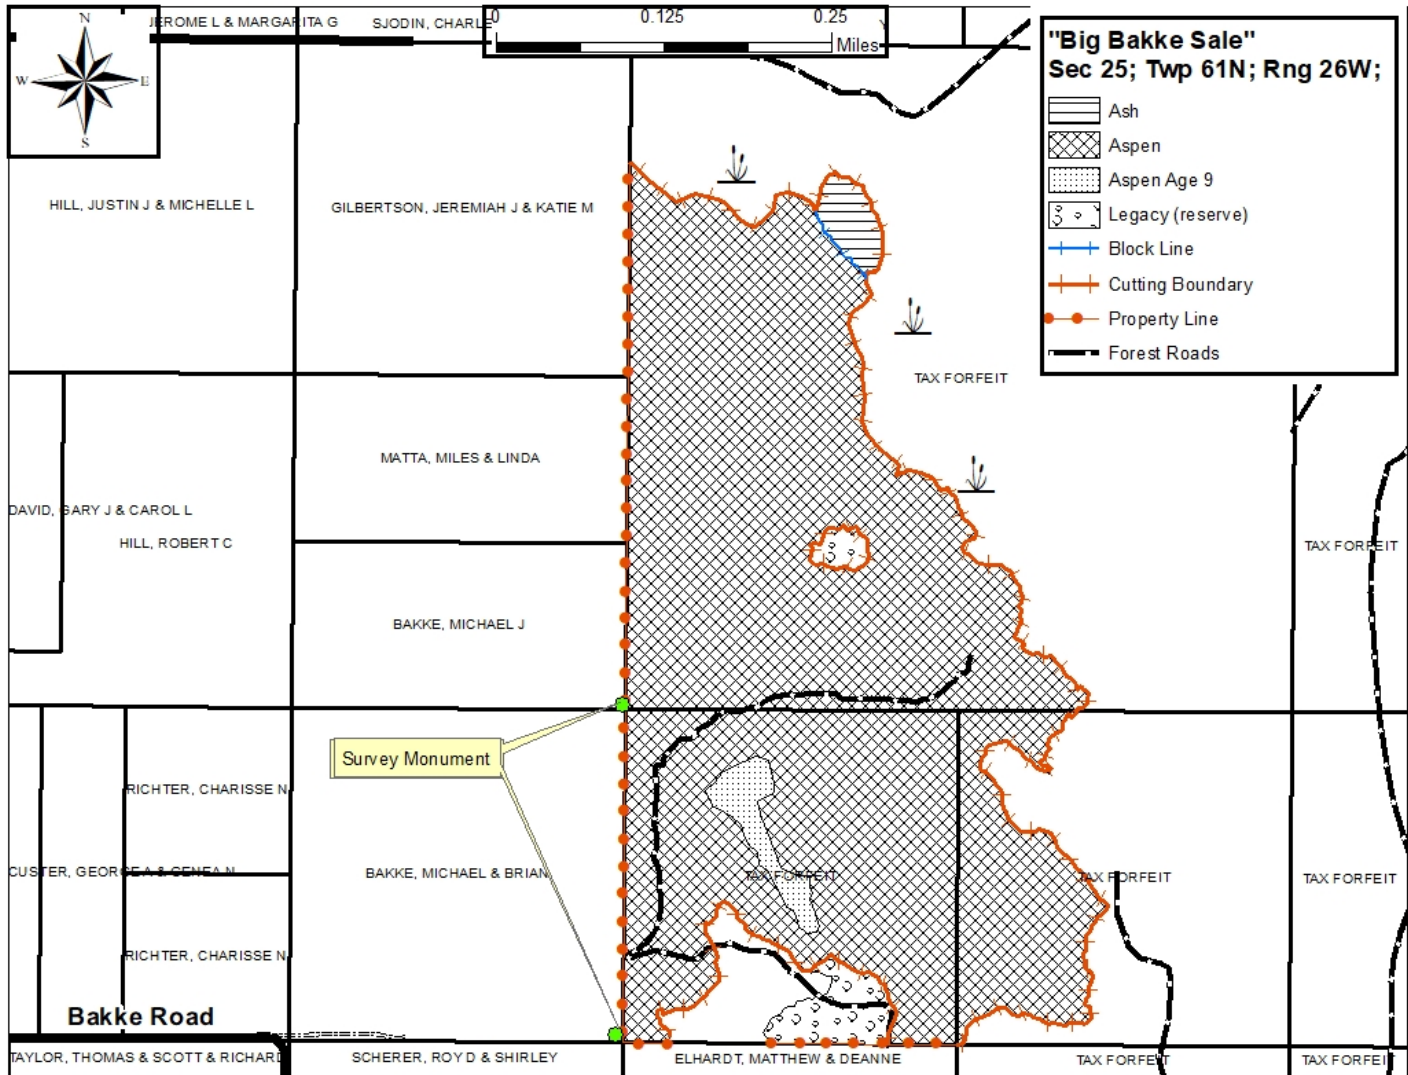 JEROME L & MARGARITA G
SJODIN, CHARLE
0 0.125 0.25
Miles
N
W E
S
"Big Bakke Sale"
Sec 25; Twp 61N; Rng 26W;
Ash
Aspen
Aspen Age 9
Legacy (reserve)
Block Line
Cutting Boundary
Property Line
Forest Roads
HILL, JUSTIN J & MICHELLE L
GILBERTSON, JEREMIAH J & KATIE M
TAX FORFEIT
MATTA, MILES & LINDA
DAVID, GARY J & CAROL L
HILL, ROBERT C
TAX FORFEIT
BAKKE, MICHAEL J
Survey Monument
RICHTER, CHARISSE N
CUSTER, GEORGE A & GENEA N
BAKKE, MICHAEL & BRIAN
TAX FORFEIT
TAX FORFEIT
TAX FORFEIT
RICHTER, CHARISSE N
Bakke Road
TAYLOR, THOMAS & SCOTT & RICHARD
SCHERER, ROY D & SHIRLEY
ELHARDT, MATTHEW & DEANNE
TAX FORFEIT
TAX FORFEIT